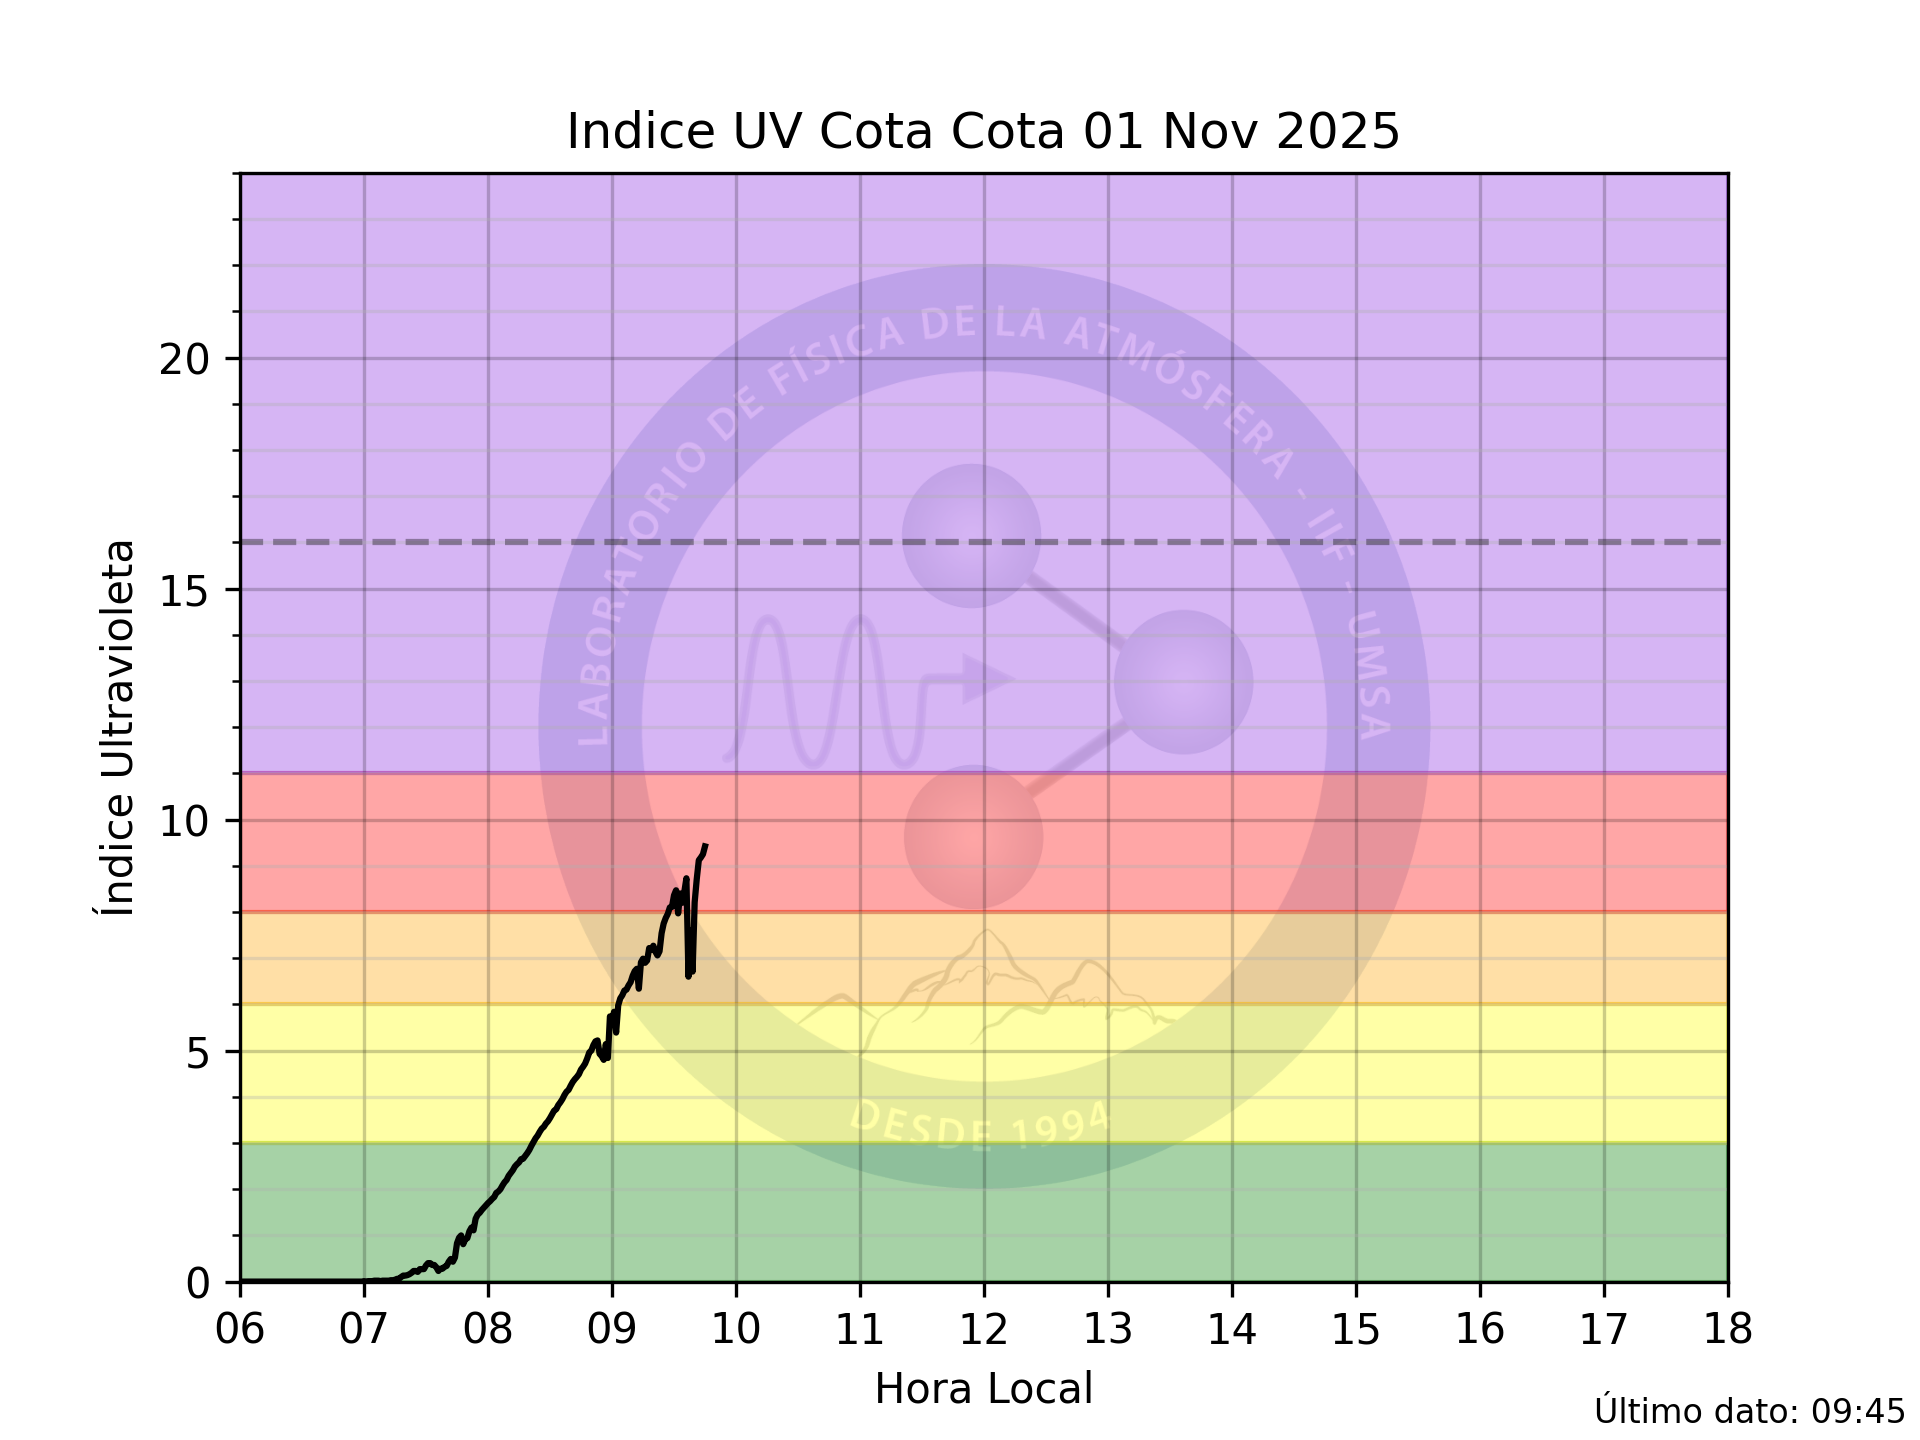 Indice UV Cota Cota 01 Nov 2025
Índice Ultravioleta
20
15
10
5
0
LABORATORIO DE FÍSICA DE LA ATMÓSFERA - IIF - UMSA
DESDE 1994
06 07 08 09 10 11 12 13 14 15 16 17 18
Hora Local
Último dato: 09:45